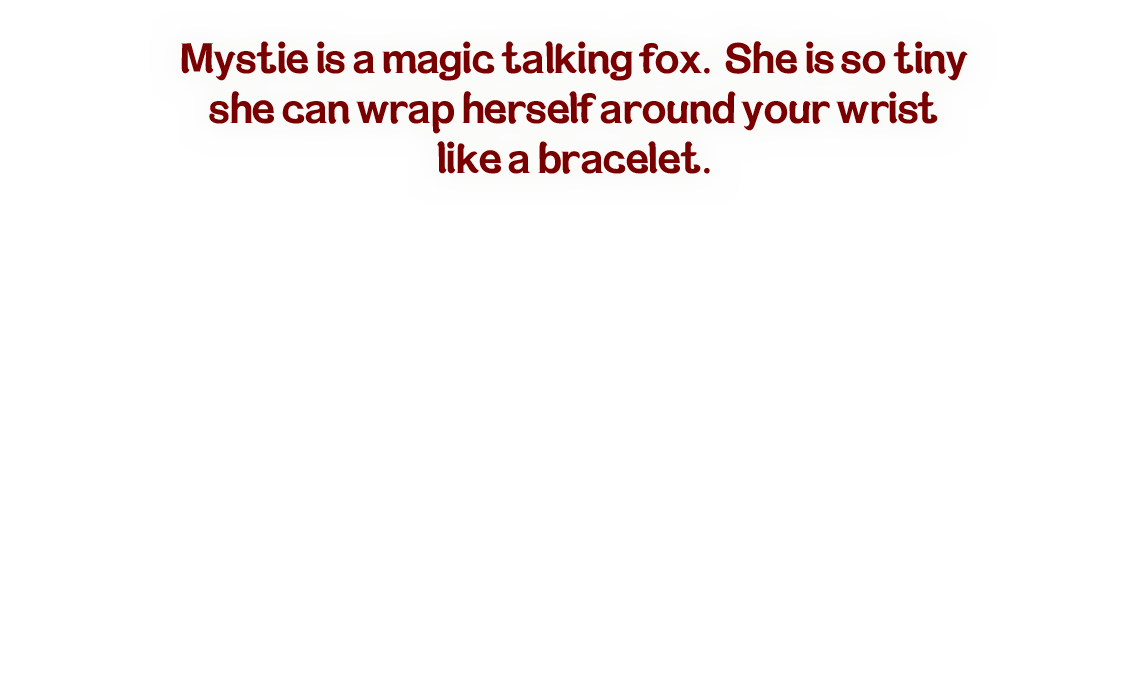 Mystie is a magic talking fox.  She is so tiny
she can wrap herself around your wrist
like a bracelet.